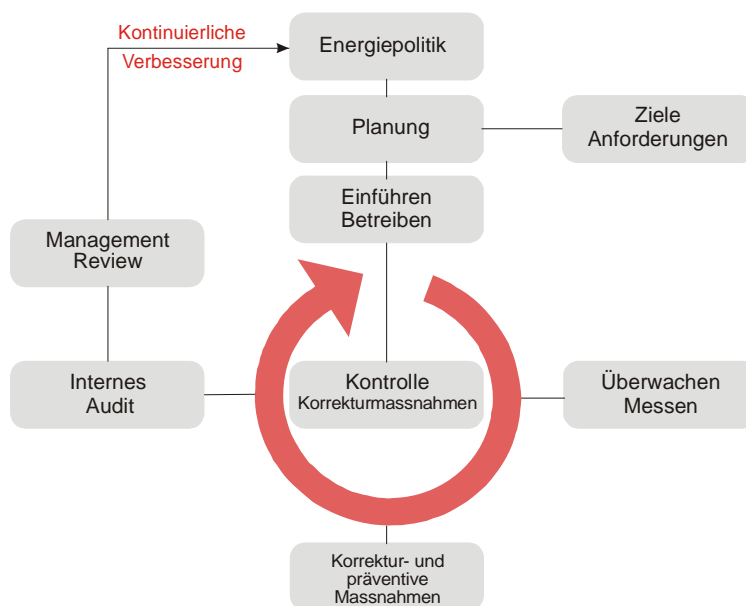 Kontinuierliche
Verbesserung
Energiepolitik
Planung
Ziele
Anforderungen
Einführen
Betreiben
Management
Review
Internes
Audit
Kontrolle
Korrekturmassnahmen
Überwachen
Messen
Korrektur- und
präventive
Massnahmen